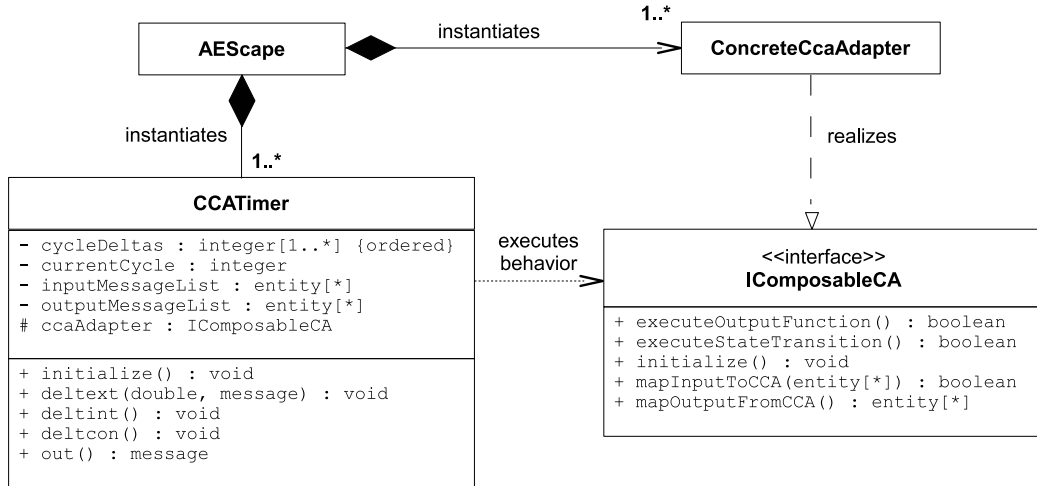 1..*
AEScape
instantiates
ConcreteCcaAdapter
instantiates
realizes
1..*
CCATimer
- cycleDeltas : integer[1..*] {ordered}
- currentCycle : integer
- inputMessageList : entity[*]
- outputMessageList : entity[*]
# ccaAdapter : IComposableCA
+ initialize() : void
+ deltext(double, message) : void
+ deltint() : void
+ deltcon() : void
+ out() : message
executes
behavior
<<interface>>
IComposableCA
+ executeOutputFunction() : boolean
+ executeStateTransition() : boolean
+ initialize() : void
+ mapInputToCCA(entity[*]) : boolean
+ mapOutputFromCCA() : entity[*]